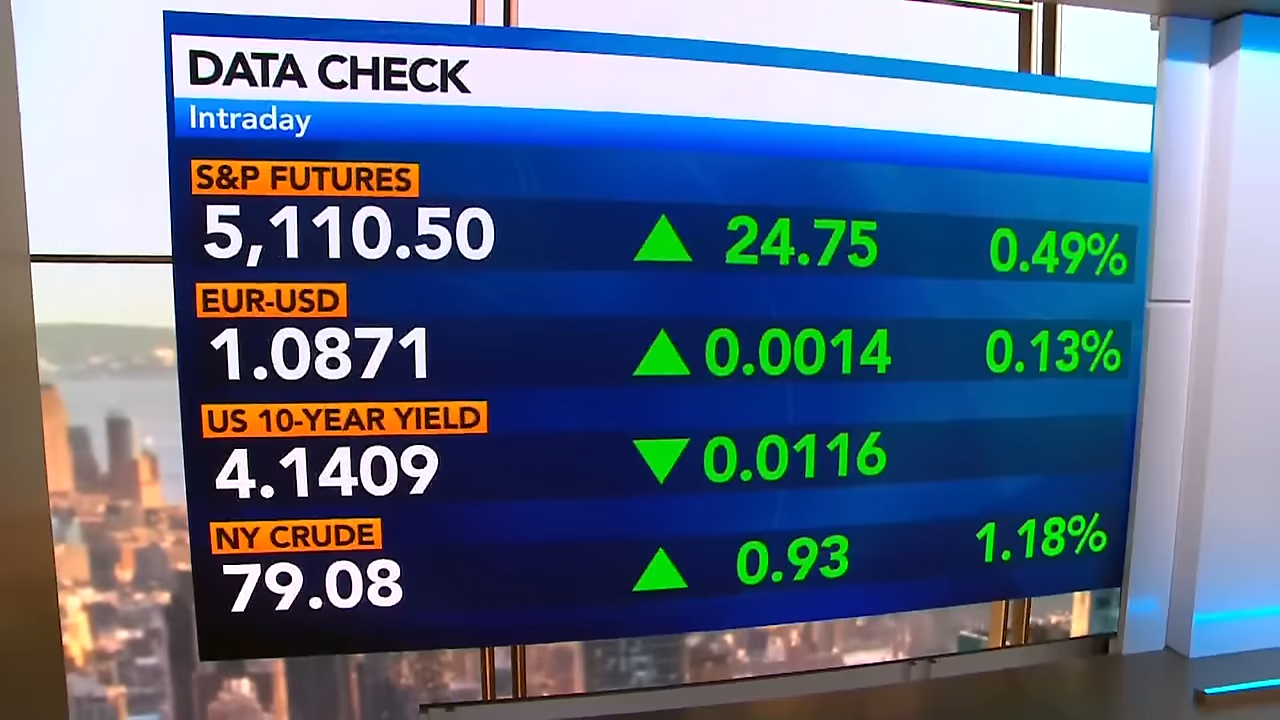 DATA CHECK
Intraday
S&P FUTURES
5,110.50 ▲ 24.75 0.49%
EUR-USD
1.0871 ▲ 0.0014 0.13%
US 10-YEAR YIELD
4.1409 ▼ 0.0116
NY CRUDE
79.08 ▲ 0.93 1.18%